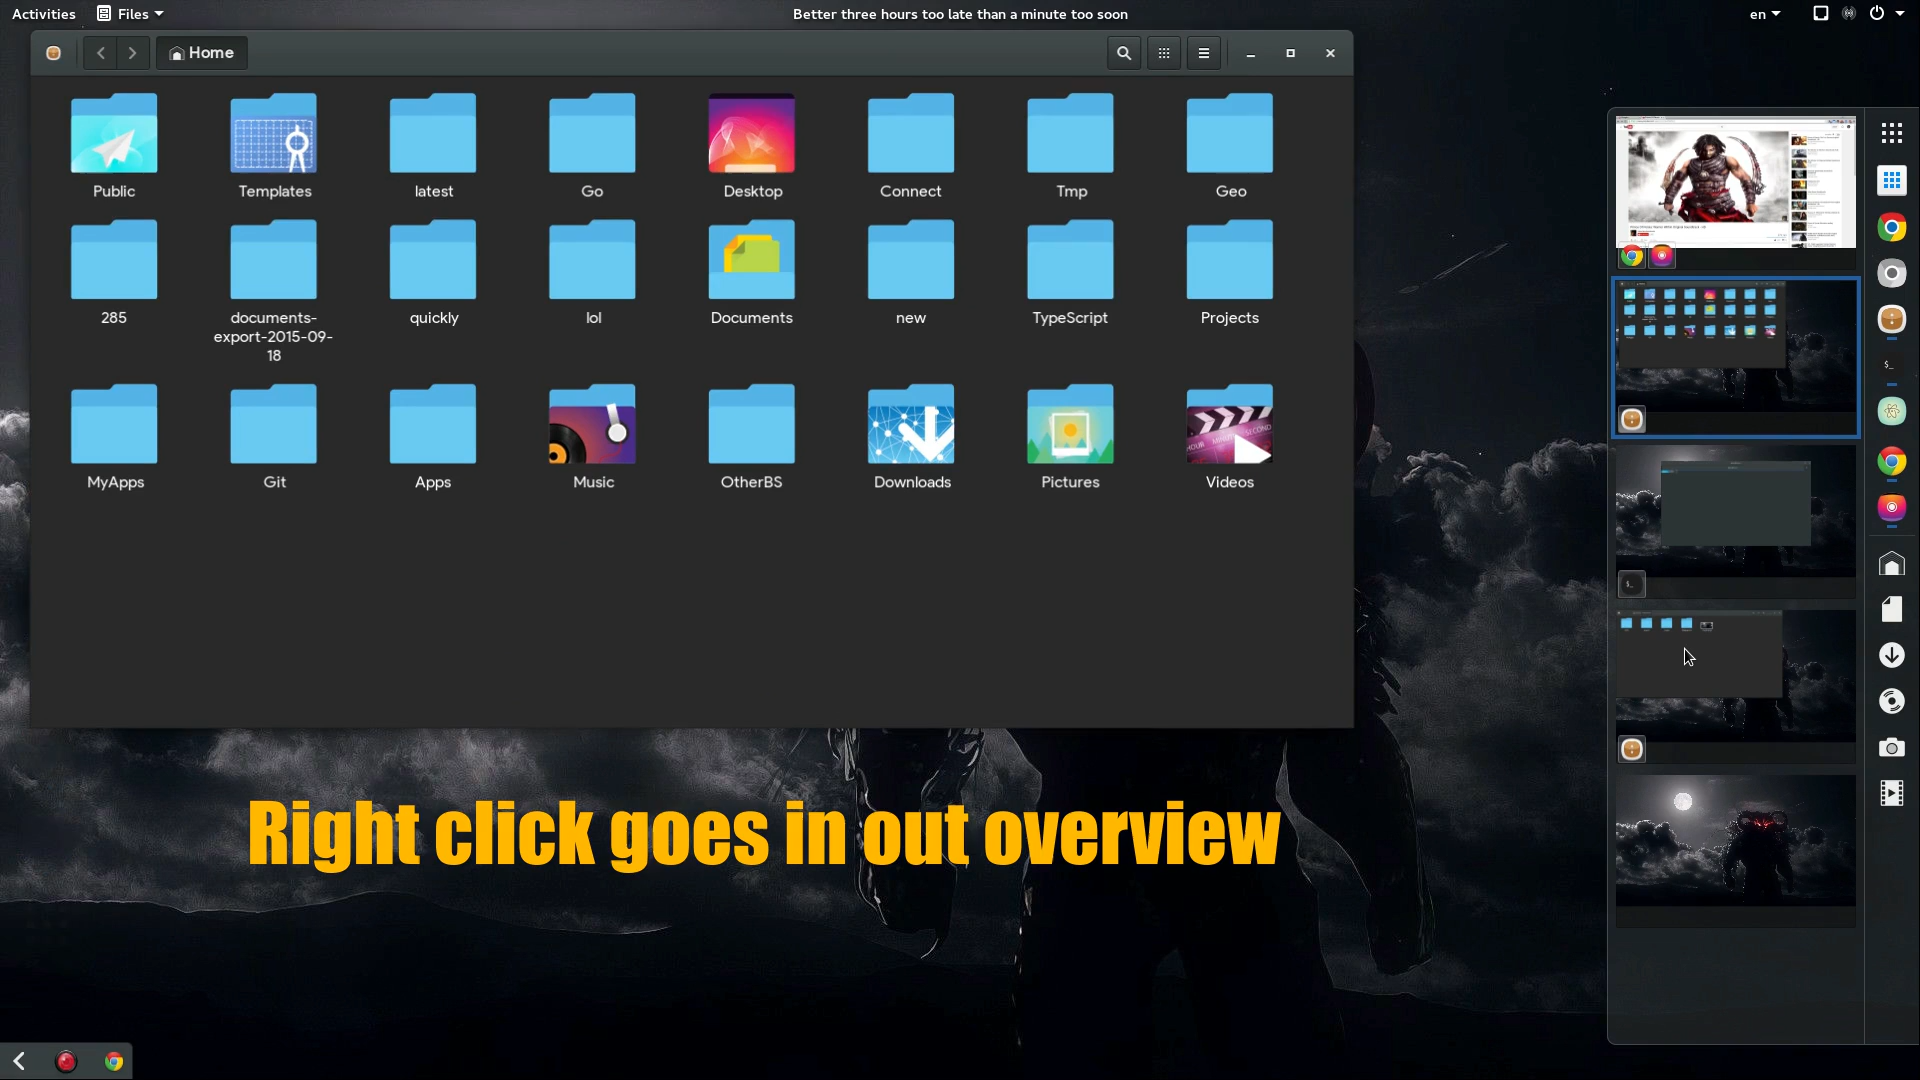 Activities
Files
Better three hours too late than a minute too soon
en
Home
Public
Templates
latest
Go
Desktop
Connect
Tmp
Geo
285
documents-
export-2015-09-
18
quickly
lol
Documents
new
TypeScript
Projects
MyApps
Git
Apps
Music
OtherBS
Downloads
Pictures
Videos
Right click goes in out overview